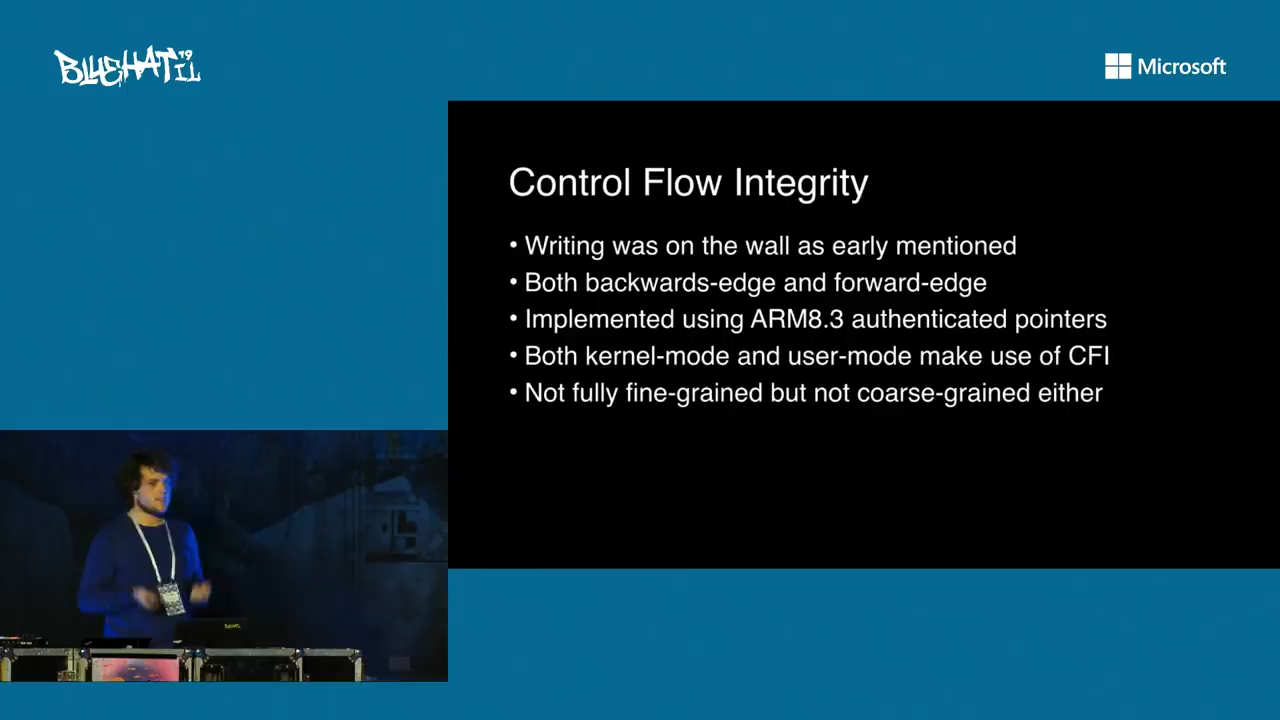 BLUEHAT 19
IL
Microsoft
Control Flow Integrity
• Writing was on the wall as early mentioned
• Both backwards-edge and forward-edge
• Implemented using ARM8.3 authenticated pointers
• Both kernel-mode and user-mode make use of CFI
• Not fully fine-grained but not coarse-grained either